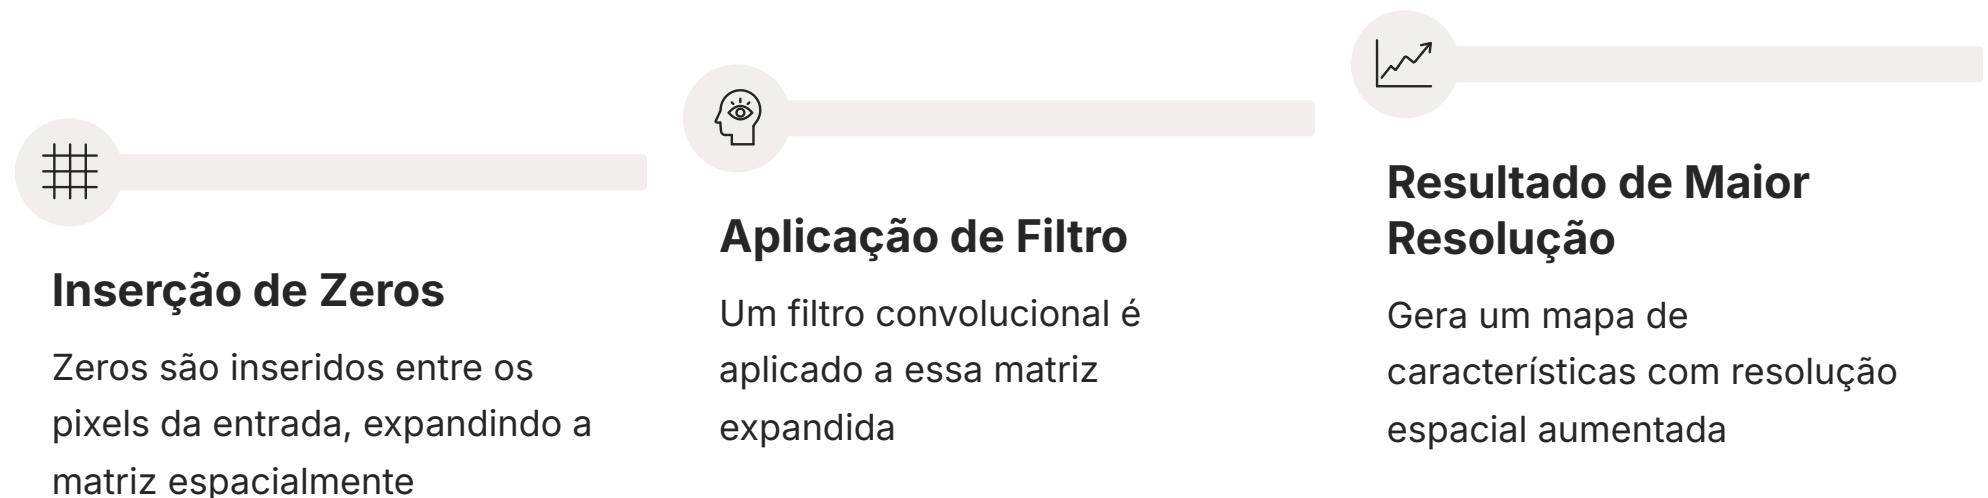 Inserção de Zeros
Zeros são inseridos entre os
pixels da entrada, expandindo a
matriz espacialmente
Aplicação de Filtro
Um filtro convolucional é
aplicado a essa matriz
expandida
Resultado de Maior
Resolução
Gera um mapa de
características com resolução
espacial aumentada